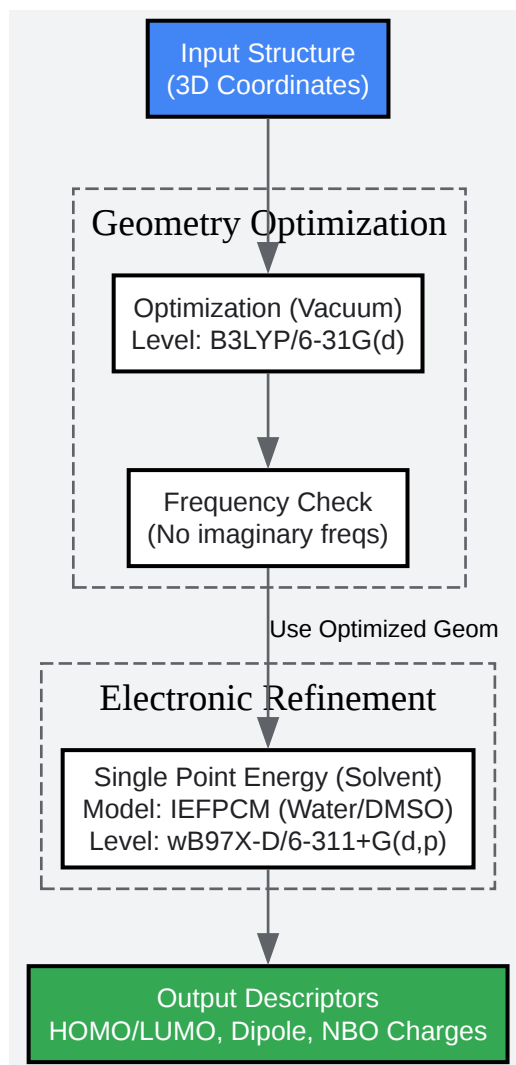 Input Structure
(3D Coordinates)
Geometry Optimization
Optimization (Vacuum)
Level: B3LYP/6-31G(d)
Frequency Check
(No imaginary freqs)
Use Optimized Geom
Electronic Refinement
Single Point Energy (Solvent)
Model: IEFPCM (Water/DMSO)
Level: wB97X-D/6-311+G(d,p)
Output Descriptors
HOMO/LUMO, Dipole, NBO Charges